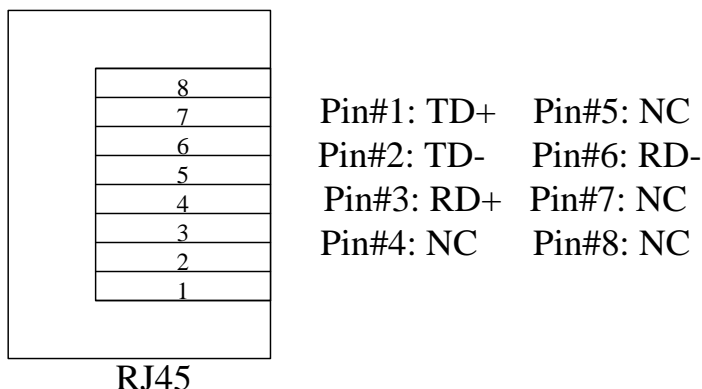 8
7
6
5
4
3
2
1
RJ45
Pin#1: TD+ Pin#5: NC
Pin#2: TD- Pin#6: RD-
Pin#3: RD+ Pin#7: NC
Pin#4: NC Pin#8: NC